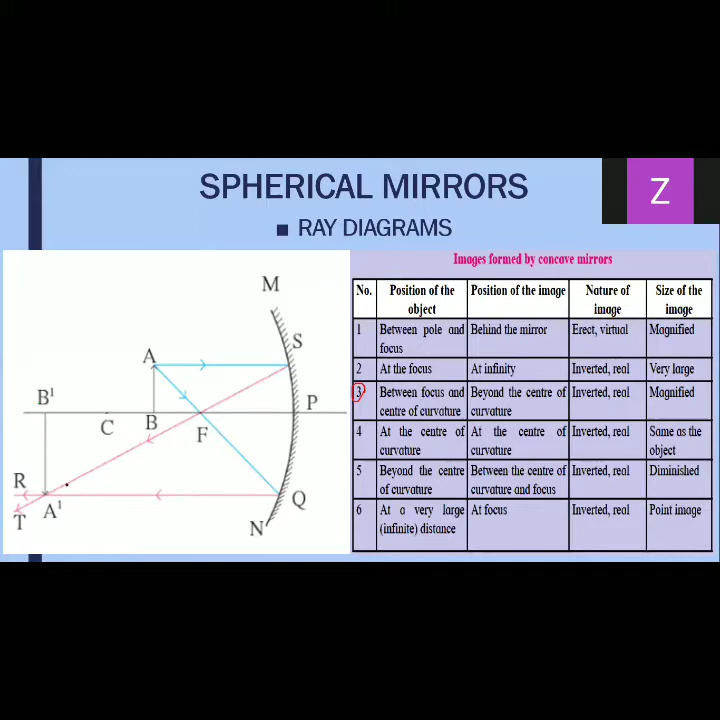 SPHERICAL MIRRORS
Z
■ RAY DIAGRAMS
M
S
A
B¹
P
C
B
F
R
A¹
T
Q
N
Images formed by concave mirrors
No. Position of the object Position of the image Nature of image Size of the image
1 Between pole and focus Behind the mirror Erect, virtual Magnified
2 At the focus At infinity Inverted, real Very large
3 Between focus and centre of curvature Beyond the centre of curvature Inverted, real Magnified
4 At the centre of curvature At the centre of curvature Inverted, real Same as the object
5 Beyond the centre of curvature Between the centre of curvature and focus Inverted, real Diminished
6 At a very large (infinite) distance At focus Inverted, real Point image